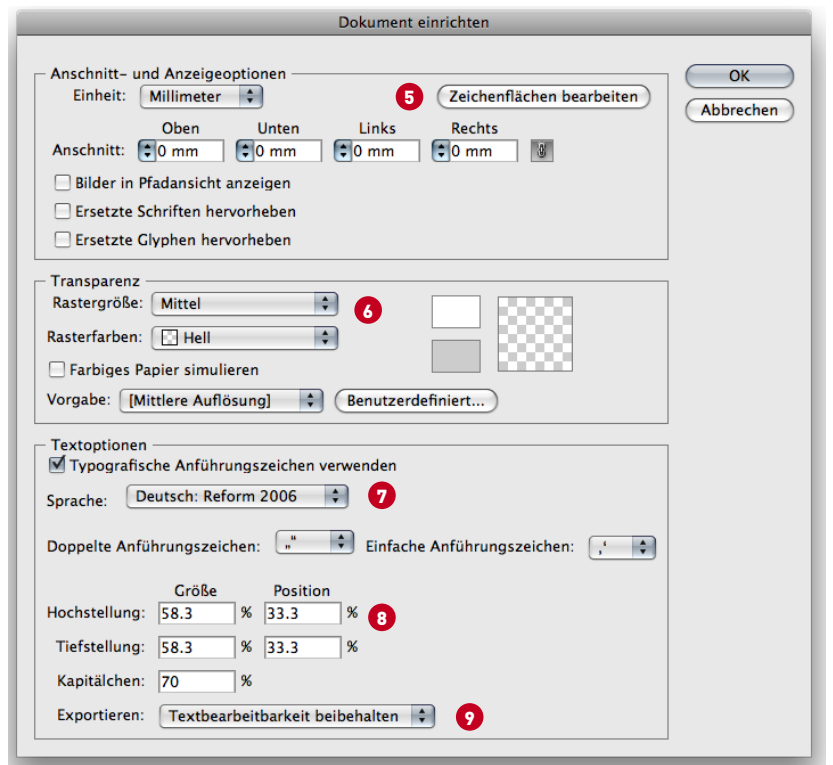 Dokument einrichten
Anschnitt- und Anzeigeoptionen
OK
Einheit: Millimeter 5 Zeichenflächen bearbeiten
Abbrechen
Oben Unten Links Rechts
Anschnitt: 0 mm 0 mm 0 mm 0 mm
Bilder in Pfadansicht anzeigen
Ersetzte Schriften hervorheben
Ersetzte Glyphen hervorheben
Transparenz
Rastergröße: Mittel 6
Rasterfarben: Hell
Farbiges Papier simulieren
Vorgabe: [Mittlere Auflösung] Benutzerdefiniert...
Textoptionen
Typografische Anführungszeichen verwenden
Sprache: Deutsch: Reform 2006 7
Doppelte Anführungszeichen: „“ Einfache Anführungszeichen: ‚‘
Größe Position
Hochstellung: 58.3 % 33.3 % 8
Tiefstellung: 58.3 % 33.3 %
Kapitälchen: 70 %
Exportieren: Textbearbeitbarkeit beibehalten 9